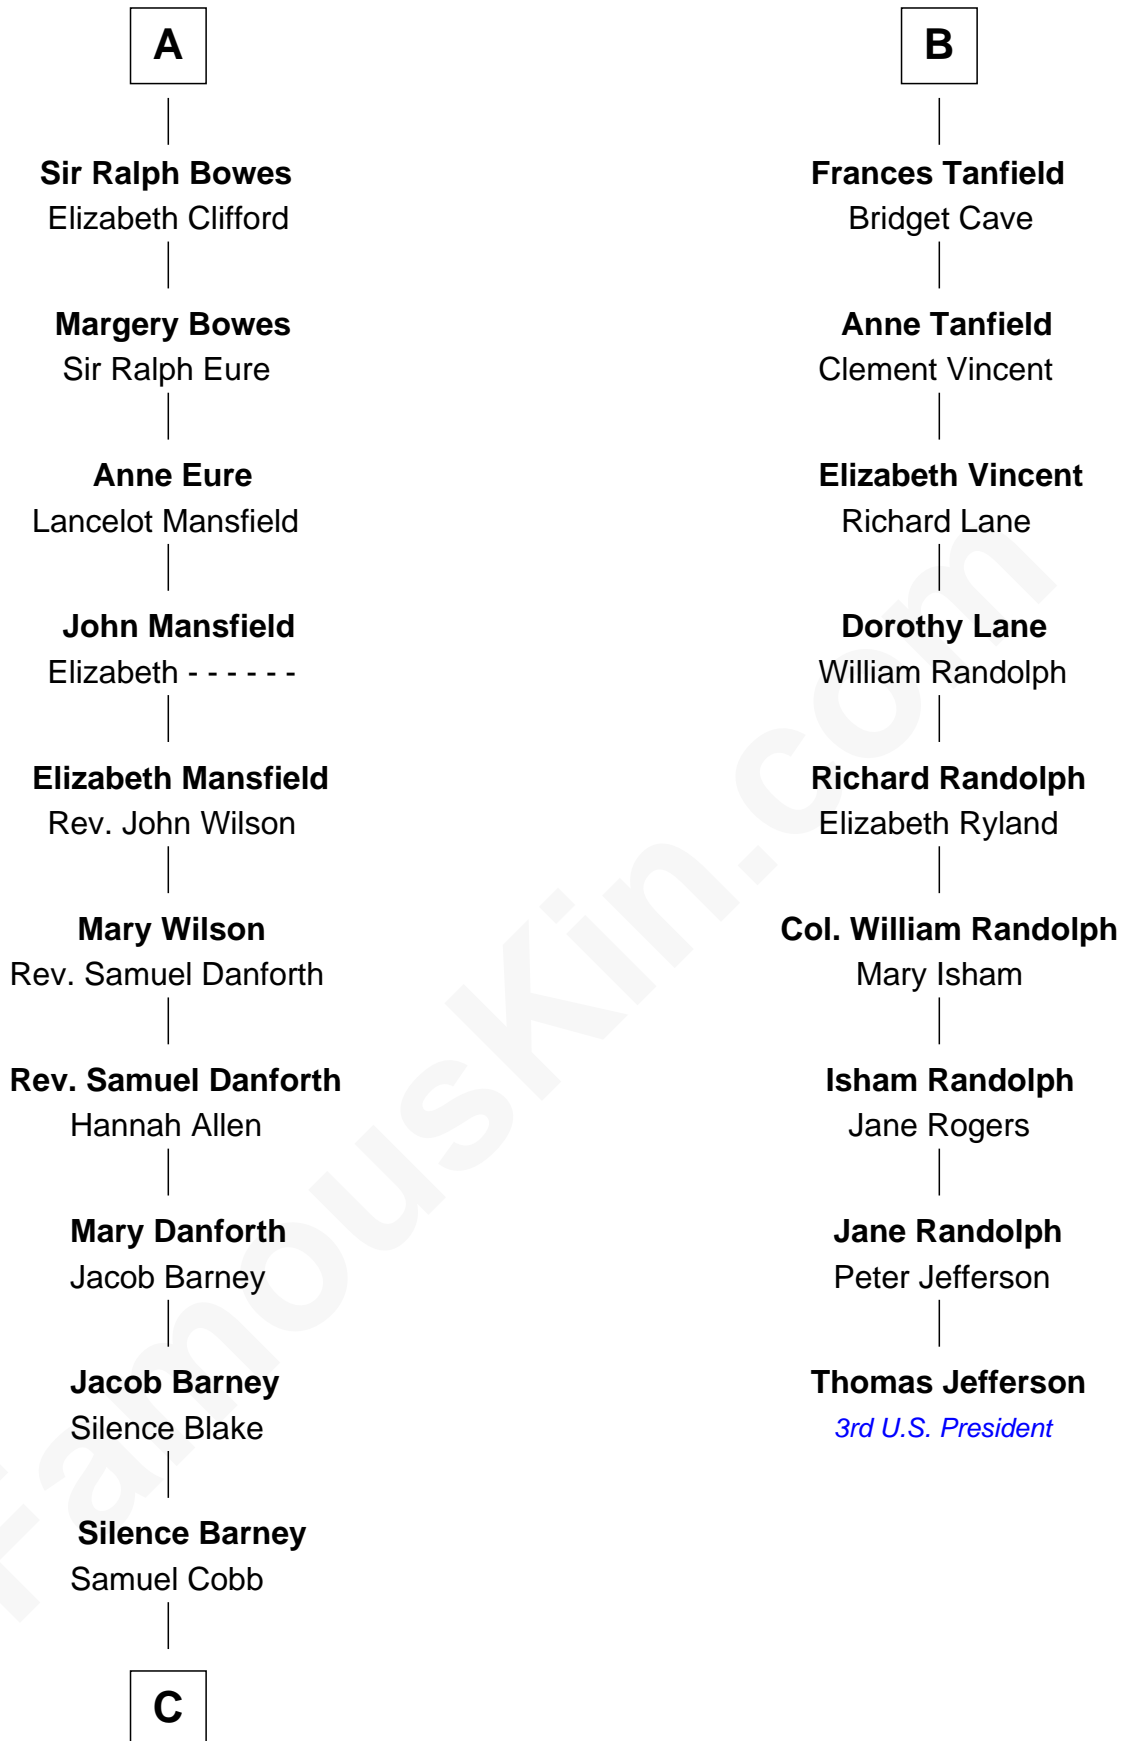 A
Sir Ralph Bowes
Elizabeth Clifford
Margery Bowes
Sir Ralph Eure
Anne Eure
Lancelot Mansfield
John Mansfield
Elizabeth - - - - - -
Elizabeth Mansfield
Rev. John Wilson
Mary Wilson
Rev. Samuel Danforth
Rev. Samuel Danforth
Hannah Allen
Mary Danforth
Jacob Barney
Jacob Barney
Silence Blake
Silence Barney
Samuel Cobb
C
B
Frances Tanfield
Bridget Cave
Anne Tanfield
Clement Vincent
Elizabeth Vincent
Richard Lane
Dorothy Lane
William Randolph
Richard Randolph
Elizabeth Ryland
Col. William Randolph
Mary Isham
Isham Randolph
Jane Rogers
Jane Randolph
Peter Jefferson
Thomas Jefferson
3rd U.S. President
FamousKin.com